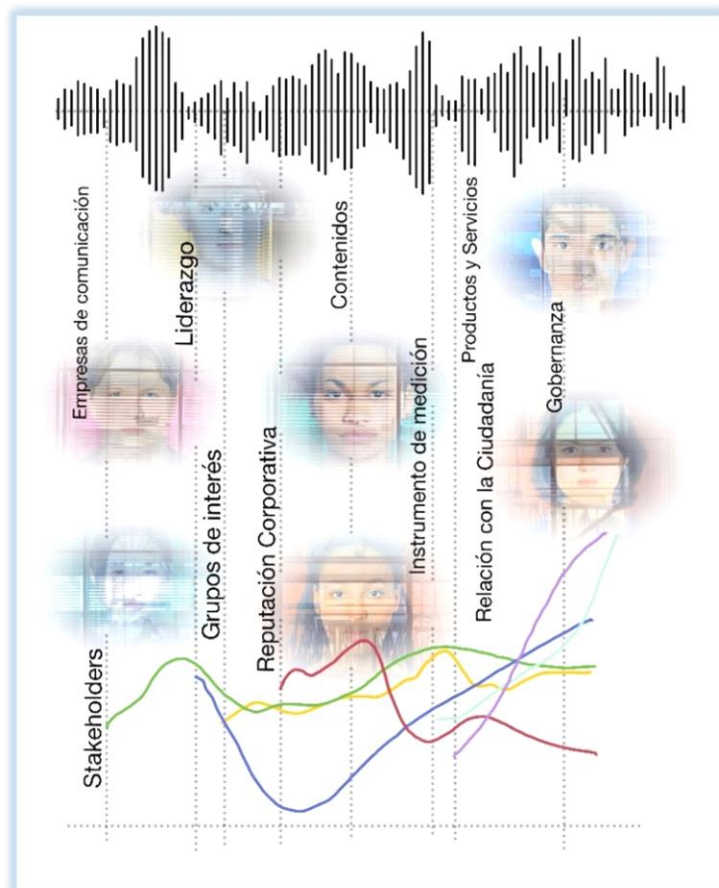 Empresas de comunicación
Stakeholders
Liderazgo
Grupos de interés
Reputación Corporativa
Contenidos
Instrumento de medición
Productos y Servicios
Relación con la Ciudadanía
Gobernanza